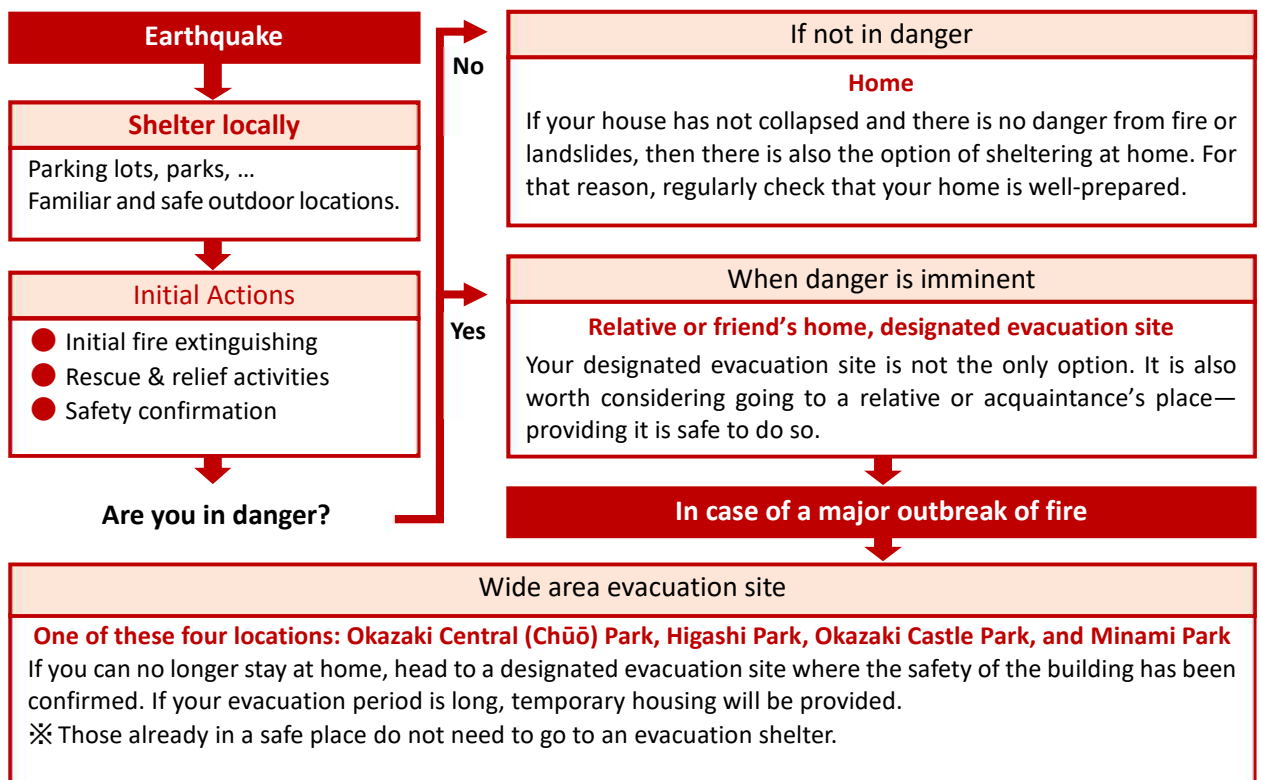 Earthquake
Shelter locally
Parking lots, parks, …
Familiar and safe outdoor locations.
Initial Actions
● Initial fire extinguishing
● Rescue & relief activities
● Safety confirmation
Are you in danger?
No
If not in danger
Home
If your house has not collapsed and there is no danger from fire or
landslides, then there is also the option of sheltering at home. For
that reason, regularly check that your home is well-prepared.
Yes
When danger is imminent
Relative or friend’s home, designated evacuation site
Your designated evacuation site is not the only option. It is also
worth considering going to a relative or acquaintance’s place—
providing it is safe to do so.
In case of a major outbreak of fire
Wide area evacuation site
One of these four locations: Okazaki Central (Chūō) Park, Higashi Park, Okazaki Castle Park, and Minami Park
If you can no longer stay at home, head to a designated evacuation site where the safety of the building has been
confirmed. If your evacuation period is long, temporary housing will be provided.
※ Those already in a safe place do not need to go to an evacuation shelter.